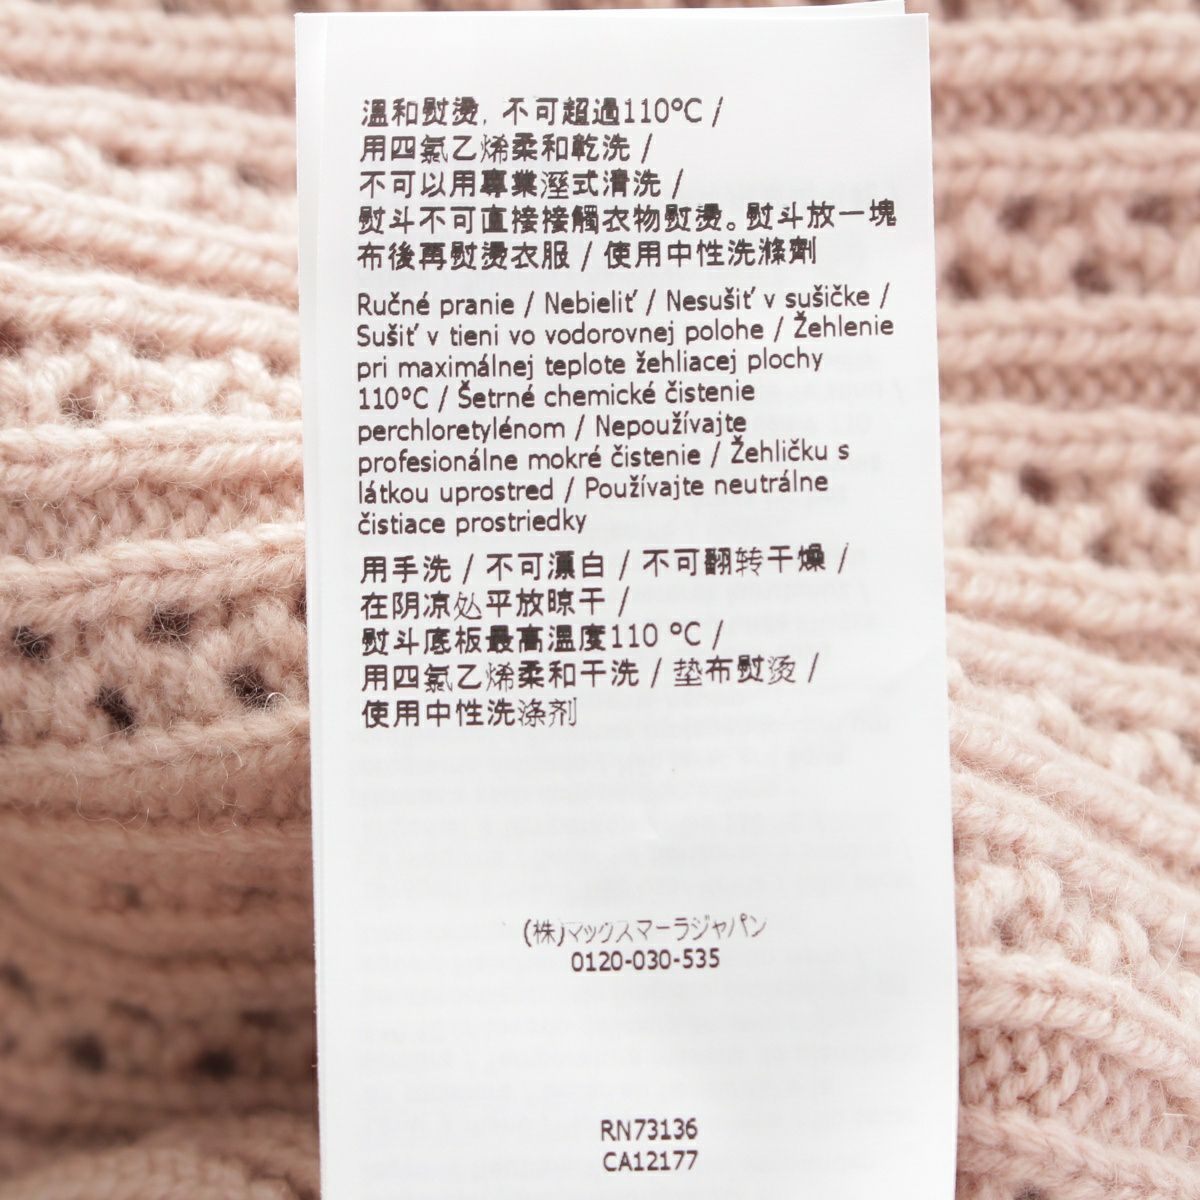 溫和熨燙, 不可超過110°C /
用四氯乙烯柔和乾洗 /
不可以用專業溼式清洗 /
熨斗不可直接接觸衣物熨燙。熨斗放一塊
布後再熨燙衣服 / 使用中性洗滌劑
Ručné pranie / Nebieliť / Nesušiť v sušičke /
Sušiť v tieni vo vodorovnej polohe / Žehlenie
pri maximálnej teplote žehliacej plochy
110°C / Šetrné chemické čistenie
perchloretylénom / Nepoužívajte
profesionálne mokré čistenie / Žehličku s
látkou uprostred / Používajte neutrálne
čistiace prostriedky
用手洗 / 不可漂白 / 不可翻转干燥 /
在阴凉处平放晾干 /
熨斗底板最高溫度110 °C /
用四氯乙烯柔和干洗 / 垫布熨烫 /
使用中性洗涤剂
(株)マックスマーラジャパン
0120-030-535
RN73136
CA12177